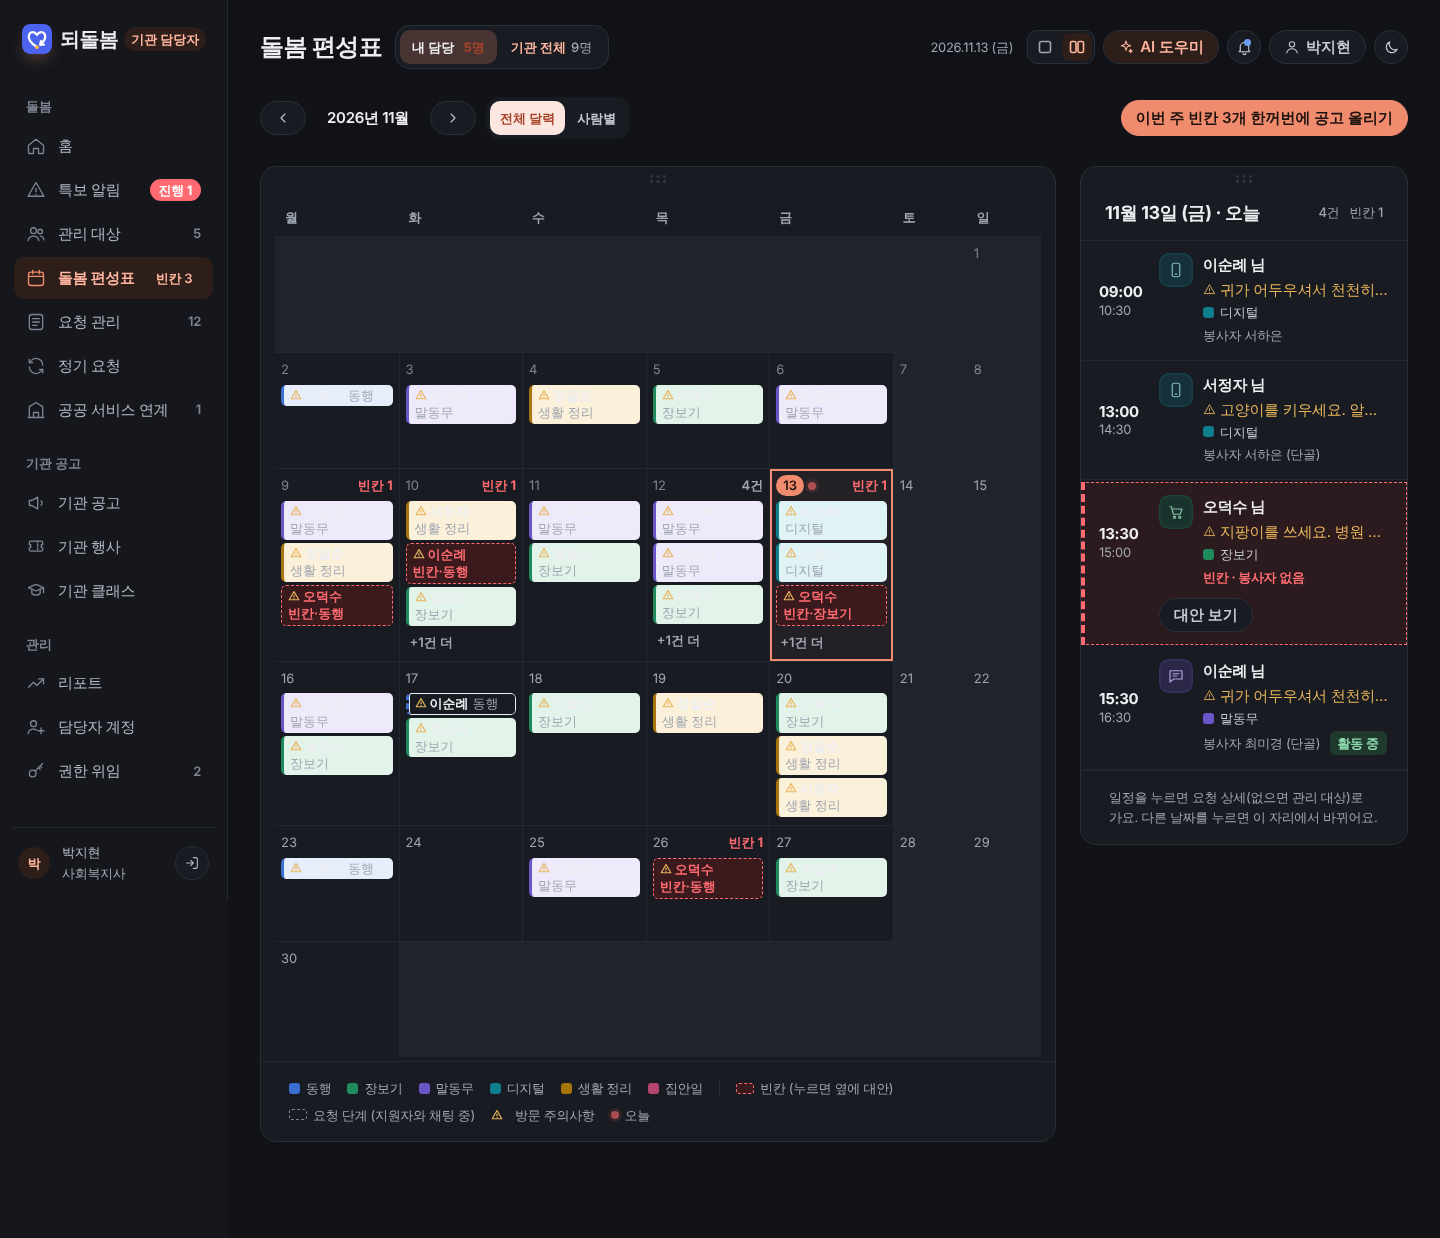 되돌봄 기관 담당자
돌봄
홈
특보 알림 진행 1
관리 대상 5
돌봄 편성표 빈칸 3
요청 관리 12
정기 요청
공공 서비스 연계 1
기관 공고
기관 공고
기관 행사
기관 클래스
관리
리포트
담당자 계정
권한 위임 2
박 박지현
사회복지사
돌봄 편성표 내 담당 5명 기관 전체 9명
2026.11.13 (금) AI 도우미 박지현
2026년 11월 전체 달력 사람별
이번 주 빈칸 3개 한꺼번에 공고 올리기
월 화 수 목 금 토 일
1
2 3 4 5 6 7 8
동행
말동무 생활 정리 장보기 말동무
9 빈칸 1 10 빈칸 1 11 12 4건 13 빈칸 1 14 15
말동무 생활 정리 말동무 말동무 디지털
이순례
생활 정리 빈칸·동행 장보기 말동무 디지털
오덕수 오덕수
빈칸·동행 장보기 장보기 빈칸·장보기
+1건 더 +1건 더 +1건 더
16 17 18 19 20 21 22
이순례 동행
말동무 장보기 생활 정리 장보기
장보기 장보기 생활 정리
생활 정리
23 24 25 26 빈칸 1 27 28 29
동행 오덕수
말동무 빈칸·동행 장보기
30
동행 장보기 말동무 디지털 생활 정리 집안일 빈칸 (누르면 옆에 대안)
요청 단계 (지원자와 채팅 중) 방문 주의사항 오늘
11월 13일 (금) · 오늘 4건 빈칸 1
09:00
10:30
이순례 님
귀가 어두우셔서 천천히...
디지털
봉사자 서하은
13:00
14:30
서정자 님
고양이를 키우세요. 알...
디지털
봉사자 서하은 (단골)
13:30
15:00
오덕수 님
지팡이를 쓰세요. 병원 ...
장보기
빈칸 · 봉사자 없음
대안 보기
15:30
16:30
이순례 님
귀가 어두우셔서 천천히...
말동무
봉사자 최미경 (단골) 활동 중
일정을 누르면 요청 상세(없으면 관리 대상)로
가요. 다른 날짜를 누르면 이 자리에서 바뀌어요.